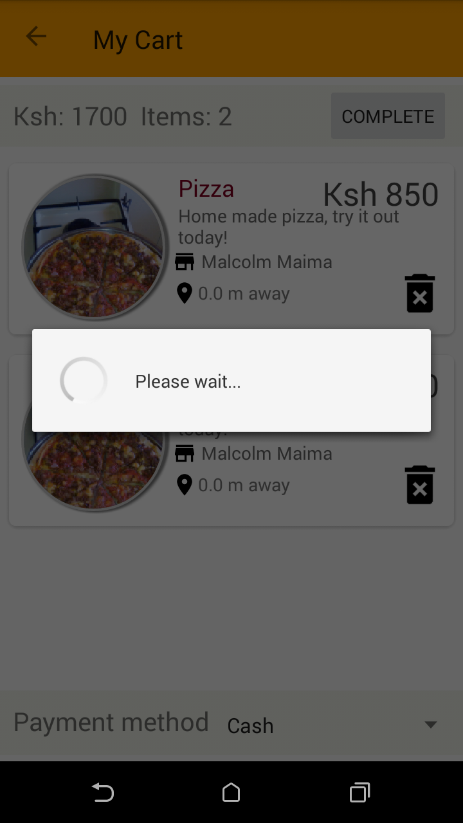 My Cart
Ksh: 1700 Items: 2
COMPLETE
Pizza
Ksh 850
Home made pizza, try it out
today!
Malcolm Maima
0.0 m away
Please wait...
today!
Malcolm Maima
0.0 m away
Payment method
Cash